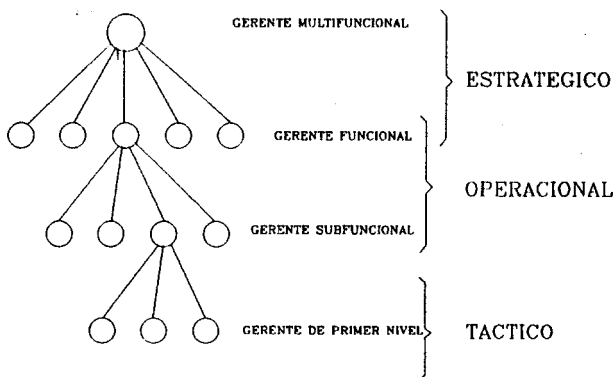 GERENTE MULTIFUNCIONAL
ESTRATEGICO
GERENTE FUNCIONAL
OPERACIONAL
GERENTE SUBFUNCIONAL
GERENTE DE PRIMER NIVEL
TACTICO